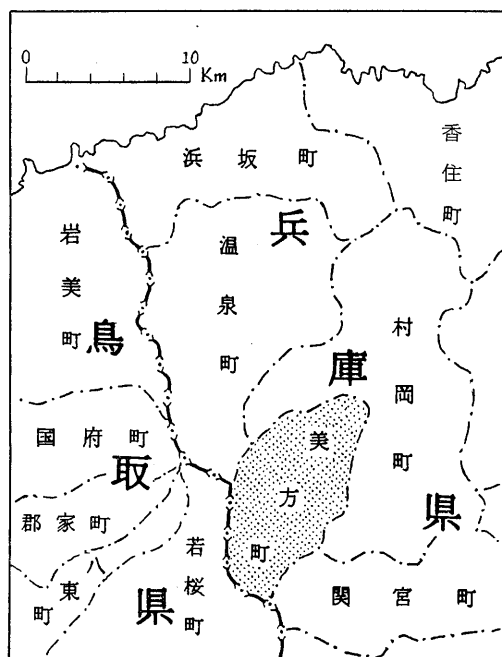 0 10
Km
浜坂町
香住町
岩美町
温泉町
兵庫県
村岡町
鳥取県
国府町
美方町
郡家町
若桜町
八東町
関宮町